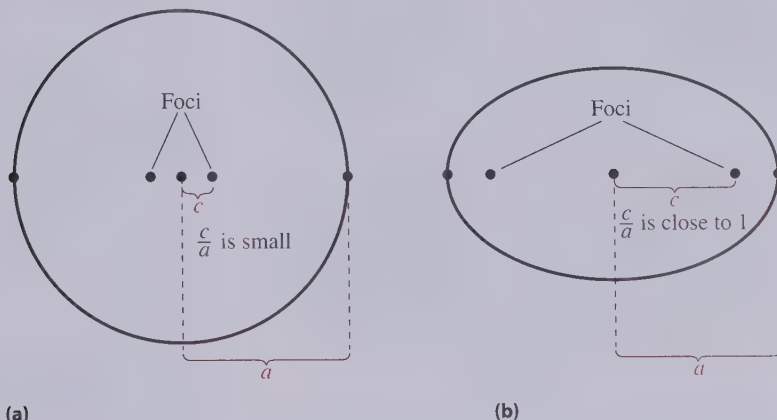 Foci
c
c/a is small
a
(a)
Foci
c
c/a is close to 1
a
(b)